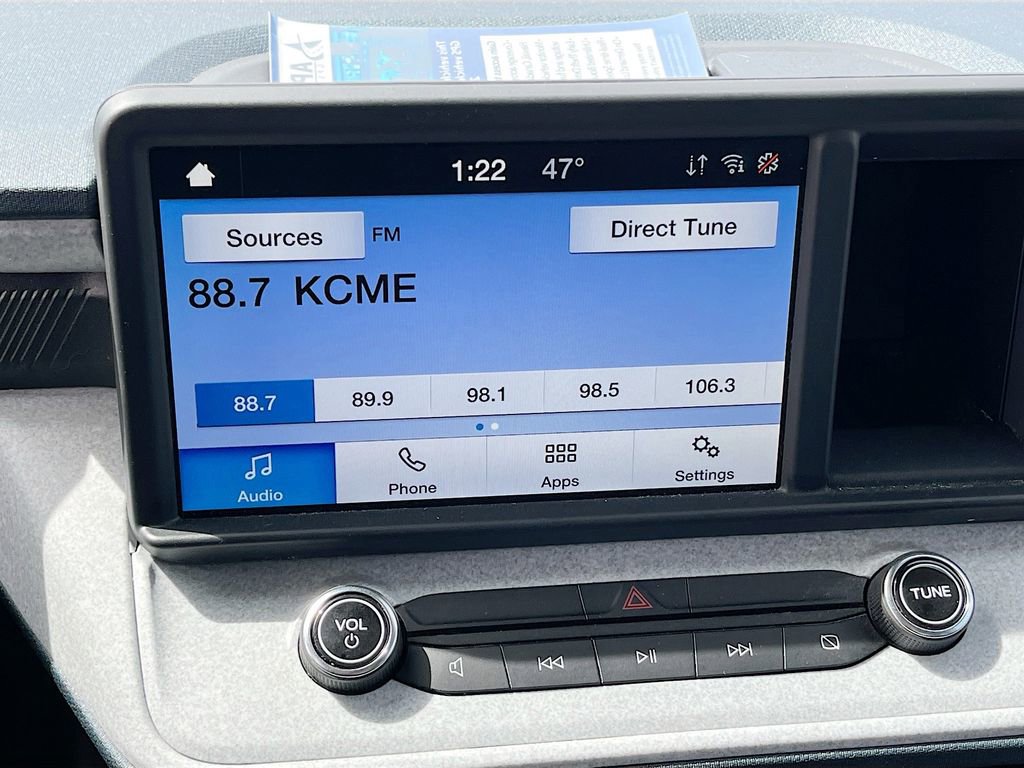 1:22 47°
Sources FM Direct Tune
88.7 KCME
88.7 89.9 98.1 98.5 106.3
Audio Phone Apps Settings
VOL
TUNE